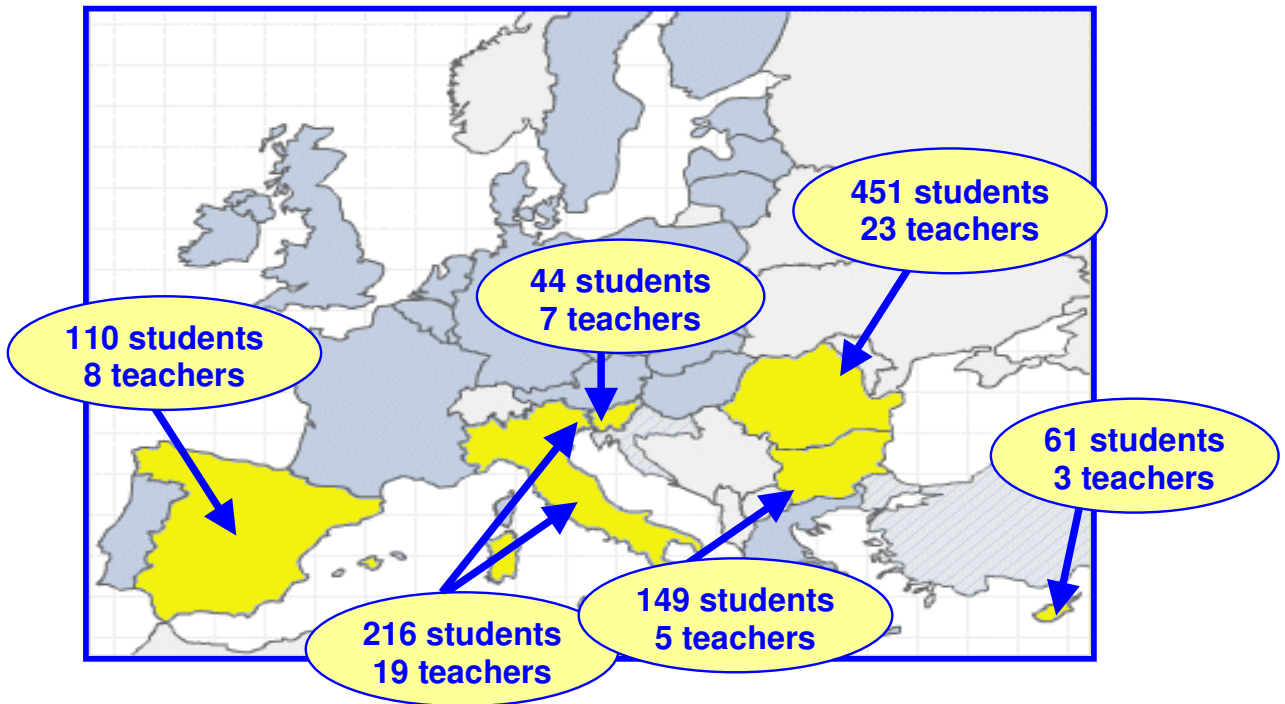 451 students
23 teachers
44 students
7 teachers
110 students
8 teachers
61 students
3 teachers
149 students
5 teachers
216 students
19 teachers